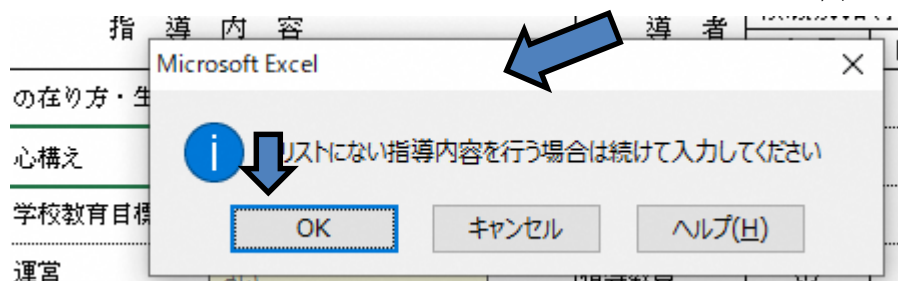 指導内容
導者
Microsoft Excel
の在り方・生
リストにない指導内容を行う場合は続けて入力してください
心構え
学校教育目標
OK キャンセル ヘルプ(H)
運営